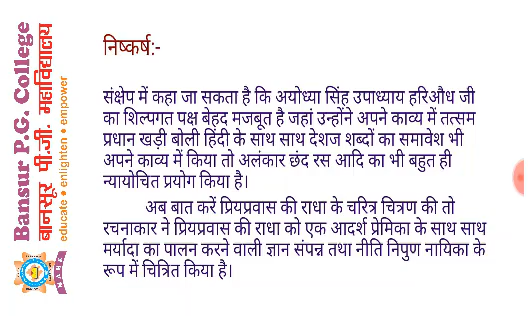 Bansur P.G. College
बानसूर पी.जी. महाविद्यालय
educate • enlighten • empower
निष्कर्ष:-
संक्षेप में कहा जा सकता है कि अयोध्या सिंह उपाध्याय हरिऔध जी
का शिल्पगत पक्ष बेहद मजबूत है जहां उन्होंने अपने काव्य में तत्सम
प्रधान खड़ी बोली हिंदी के साथ साथ देशज शब्दों का समावेश भी
अपने काव्य में किया तो अलंकार छंद रस आदि का भी बहुत ही
न्यायोचित प्रयोग किया है।
अब बात करें प्रियप्रवास की राधा के चरित्र चित्रण की तो
रचनाकार ने प्रियप्रवास की राधा को एक आदर्श प्रेमिका के साथ साथ
मर्यादा का पालन करने वाली ज्ञान संपन्न तथा नीति निपुण नायिका के
रूप में चित्रित किया है।